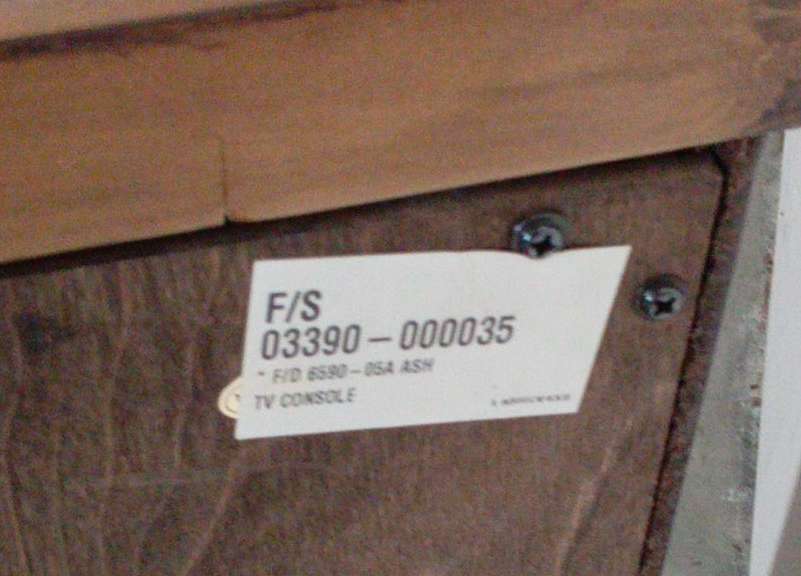 F/S
03390-000035
* F/D 6590-05A ASH
TV CONSOLE